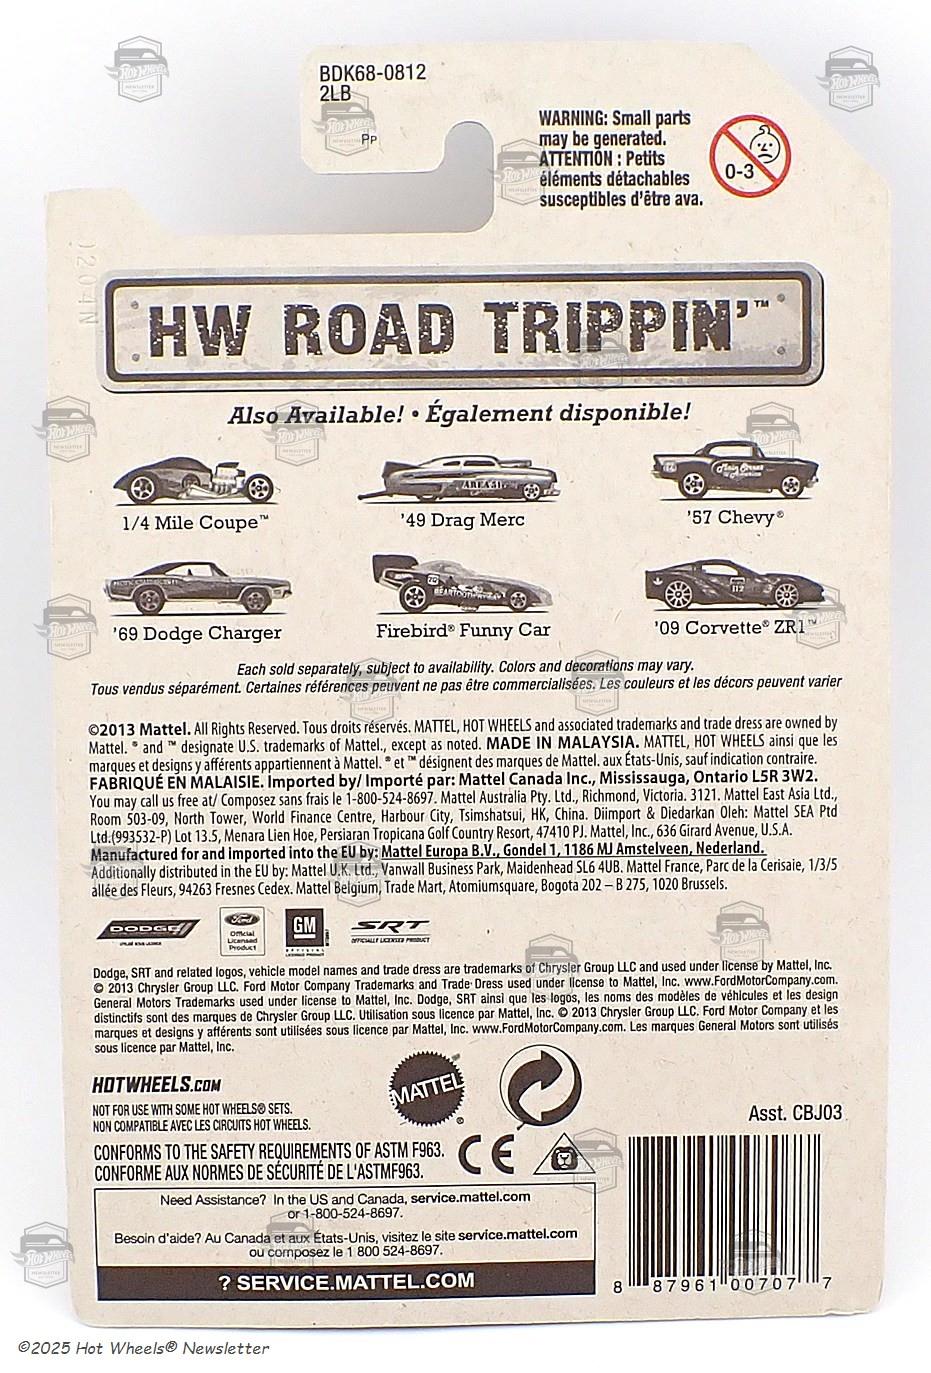 BDK68-0812
2LB
PP
WARNING: Small parts
may be generated.
ATTENTION : Petits
éléments détachables
susceptibles d'être ava.
0-3
HW ROAD TRIPPIN'™
Also Available! • Également disponible!
AREA 51
Main Street
in America
1/4 Mile Coupe™
'49 Drag Merc
'57 Chevy®
'69 Dodge Charger
Firebird® Funny Car
'09 Corvette® ZR1™
Each sold separately, subject to availability. Colors and decorations may vary.
Tous vendus séparément. Certaines références peuvent ne pas être commercialisées. Les couleurs et les décors peuvent varier
©2013 Mattel. All Rights Reserved. Tous droits réservés. MATTEL, HOT WHEELS and associated trademarks and trade dress are owned by
Mattel. ® and ™ designate U.S. trademarks of Mattel., except as noted. MADE IN MALAYSIA. MATTEL, HOT WHEELS ainsi que les
marques et designs y afférents appartiennent à Mattel. ® et ™ désignent des marques de Mattel. aux États-Unis, sauf indication contraire.
FABRIQUÉ EN MALAISIE. Imported by/ Importé par: Mattel Canada Inc., Mississauga, Ontario L5R 3W2.
You may call us free at/ Composez sans frais le 1-800-524-8697. Mattel Australia Pty. Ltd., Richmond, Victoria. 3121. Mattel East Asia Ltd.,
Room 503-09, North Tower, World Finance Centre, Harbour City, Tsimshatsui, HK, China. Diimport & Diedarkan Oleh: Mattel SEA Ptd
Ltd.(993532-P) Lot 13.5, Menara Lien Hoe, Persiaran Tropicana Golf Country Resort, 47410 PJ. Mattel, Inc., 636 Girard Avenue, U.S.A.
Manufactured for and Imported into the EU by: Mattel Europa B.V., Gondel 1, 1186 MJ Amstelveen, Nederland.
Additionally distributed in the EU by: Mattel U.K. Ltd., Vanwall Business Park, Maidenhead SL6 4UB. Mattel France, Parc de la Cerisaie, 1/3/5
allée des Fleurs, 94263 Fresnes Cedex. Mattel Belgium, Trade Mart, Atomiumsquare, Bogota 202 – B 275, 1020 Brussels.
DODGE
Ford
Official
Licensed
Product
GM
OFFICIAL
LICENSED PRODUCT
SRT
OFFICIALLY LICENSED PRODUCT
Dodge, SRT and related logos, vehicle model names and trade dress are trademarks of Chrysler Group LLC and used under license by Mattel, Inc.
© 2013 Chrysler Group LLC. Ford Motor Company Trademarks and Trade Dress used under license to Mattel, Inc. www.FordMotorCompany.com.
General Motors Trademarks used under license to Mattel, Inc. Dodge, SRT ainsi que les logos, les noms des modèles de véhicules et les design
distinctifs sont des marques de Chrysler Group LLC. Utilisation sous licence par Mattel, Inc. © 2013 Chrysler Group LLC. Ford Motor Company et les
marques et designs y afférents sont utilisées sous licence par Mattel, Inc. www.FordMotorCompany.com. Les marques General Motors sont utilisés
sous licence par Mattel, Inc.
HOTWHEELS.COM
MATTEL®
NOT FOR USE WITH SOME HOT WHEELS® SETS.
NON COMPATIBLE AVEC LES CIRCUITS HOT WHEELS.
Asst. CBJ03
CONFORMS TO THE SAFETY REQUIREMENTS OF ASTM F963.
CONFORME AUX NORMES DE SÉCURITÉ DE L'ASTMF963.
CE
Need Assistance? In the US and Canada, service.mattel.com
or 1-800-524-8697.
Besoin d'aide? Au Canada et aux États-Unis, visitez le site service.mattel.com
ou composez le 1 800 524-8697.
? SERVICE.MATTEL.COM
8 87961 00707 7
©2025 Hot Wheels® Newsletter